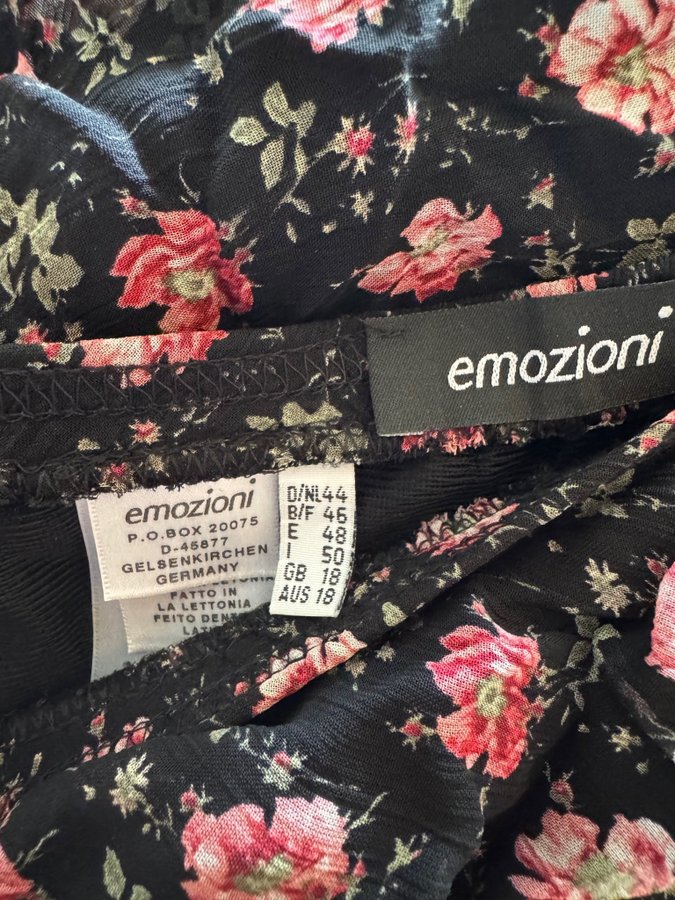 emozioni
emozioni
P.O.BOX 20075
D-45877
GELSENKIRCHEN
GERMANY
FATTO IN
LA LETTONIA
D/NL 44
B/F 46
E 48
I 50
GB 18
AUS 18